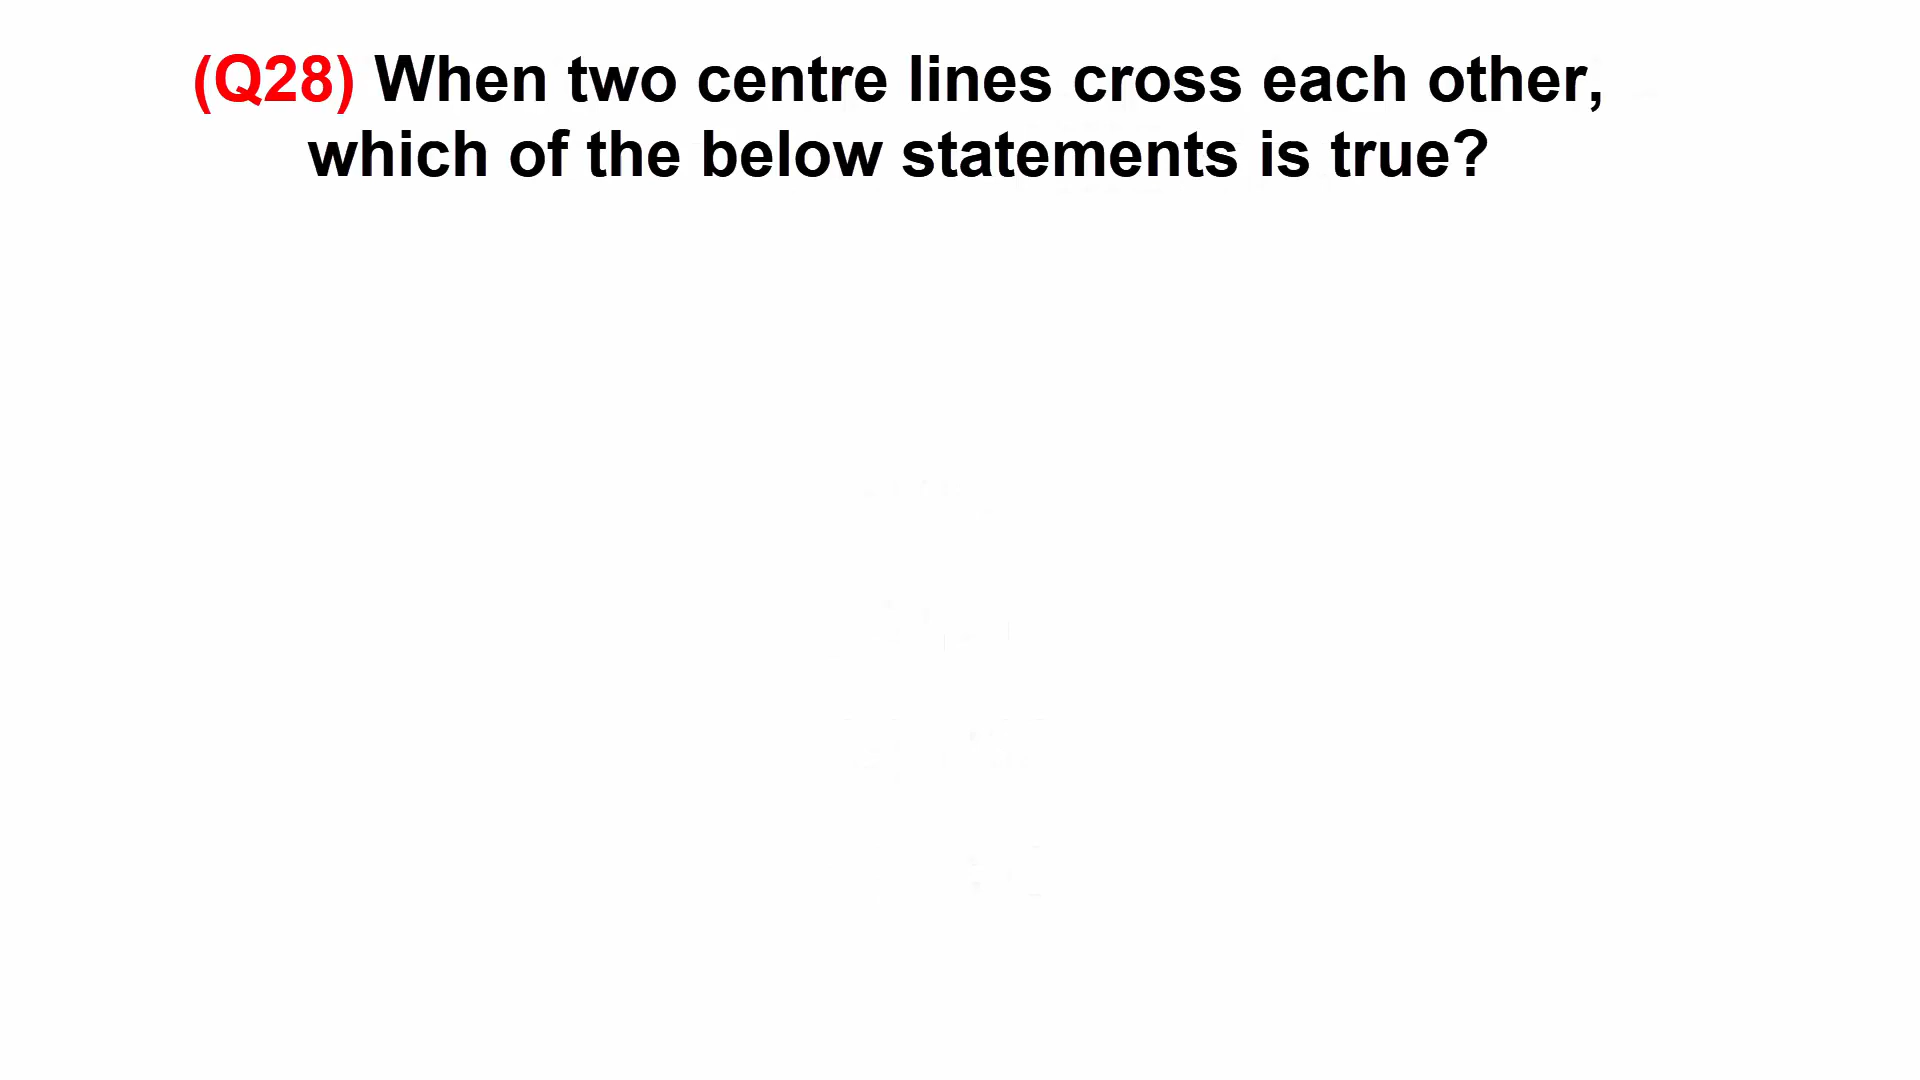 (Q28) When two centre lines cross each other,
which of the below statements is true?